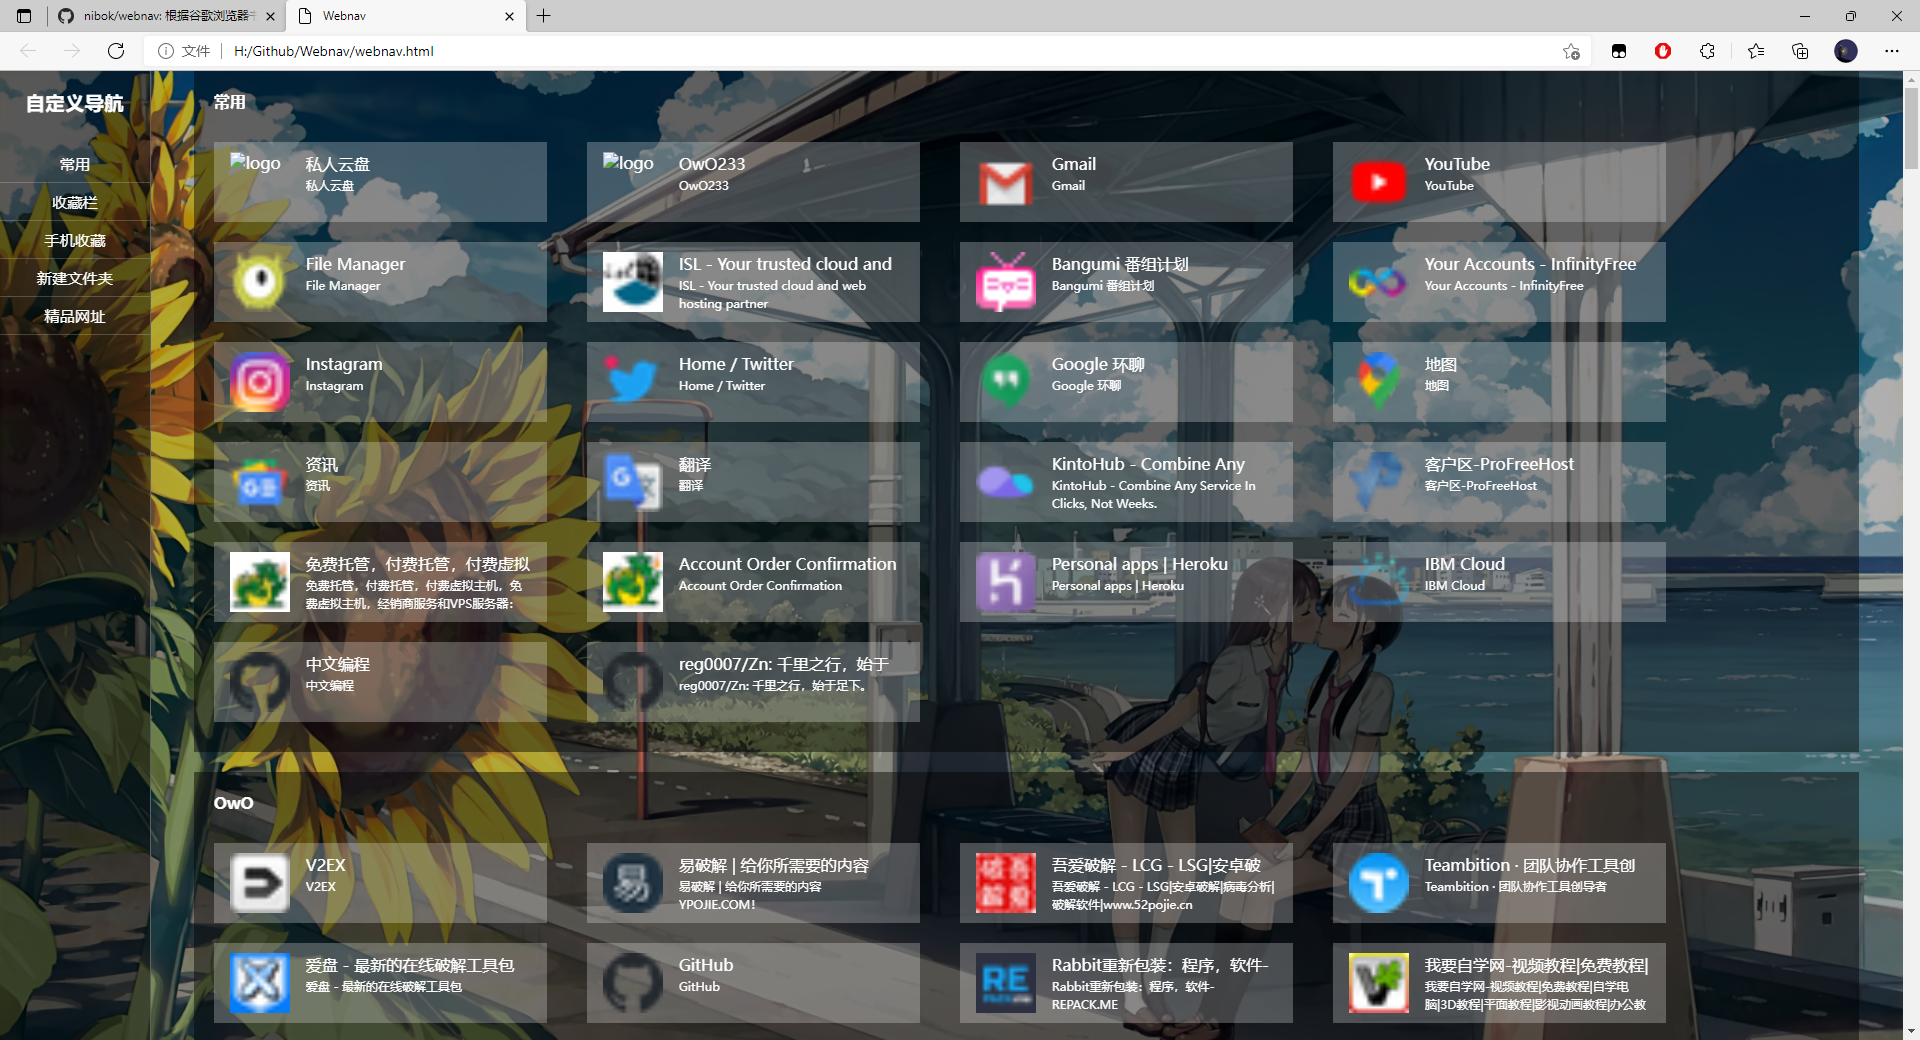 nibok/webnav: 根据谷歌浏览器
Webnav
文件
H:/Github/Webnav/webnav.html
自定义导航
常用
收藏栏
手机收藏
新建文件夹
精品网址
常用
logo
私人云盘
私人云盘
logo
OwO233
OwO233
Gmail
Gmail
YouTube
YouTube
File Manager
File Manager
ISL - Your trusted cloud and
ISL - Your trusted cloud and web
hosting partner
Bangumi 番组计划
Bangumi 番组计划
Your Accounts - InfinityFree
Your Accounts - InfinityFree
Instagram
Instagram
Home / Twitter
Home / Twitter
Google 环聊
Google 环聊
地图
地图
资讯
资讯
翻译
翻译
KintoHub - Combine Any
KintoHub - Combine Any Service In
Clicks, Not Weeks.
客户区-ProFreeHost
客户区-ProFreeHost
免费托管，付费托管，付费虚拟
免费托管，付费托管，付费虚拟主机，免
费虚拟主机，经销商服务和VPS服务器：
Account Order Confirmation
Account Order Confirmation
Personal apps | Heroku
Personal apps | Heroku
IBM Cloud
IBM Cloud
中文编程
中文编程
reg0007/Zn: 千里之行，始于
reg0007/Zn: 千里之行，始于足下。
OwO
V2EX
V2EX
易
易破解 | 给你所需要的内容
易破解 | 给你所需要的内容
YPOJIE.COM！
吾爱破解 - LCG - LSG|安卓破
吾爱破解 - LCG - LSG|安卓破解|病毒分析|
破解软件|www.52pojie.cn
Teambition · 团队协作工具创
Teambition · 团队协作工具创导者
爱盘 - 最新的在线破解工具包
爱盘 - 最新的在线破解工具包
GitHub
GitHub
RE
Rabbit重新包装：程序，软件-
Rabbit重新包装：程序，软件-
REPACK.ME
我要自学网-视频教程|免费教程|
我要自学网-视频教程|免费教程|自学电
脑|3D教程|平面教程|影视动画教程|办公教